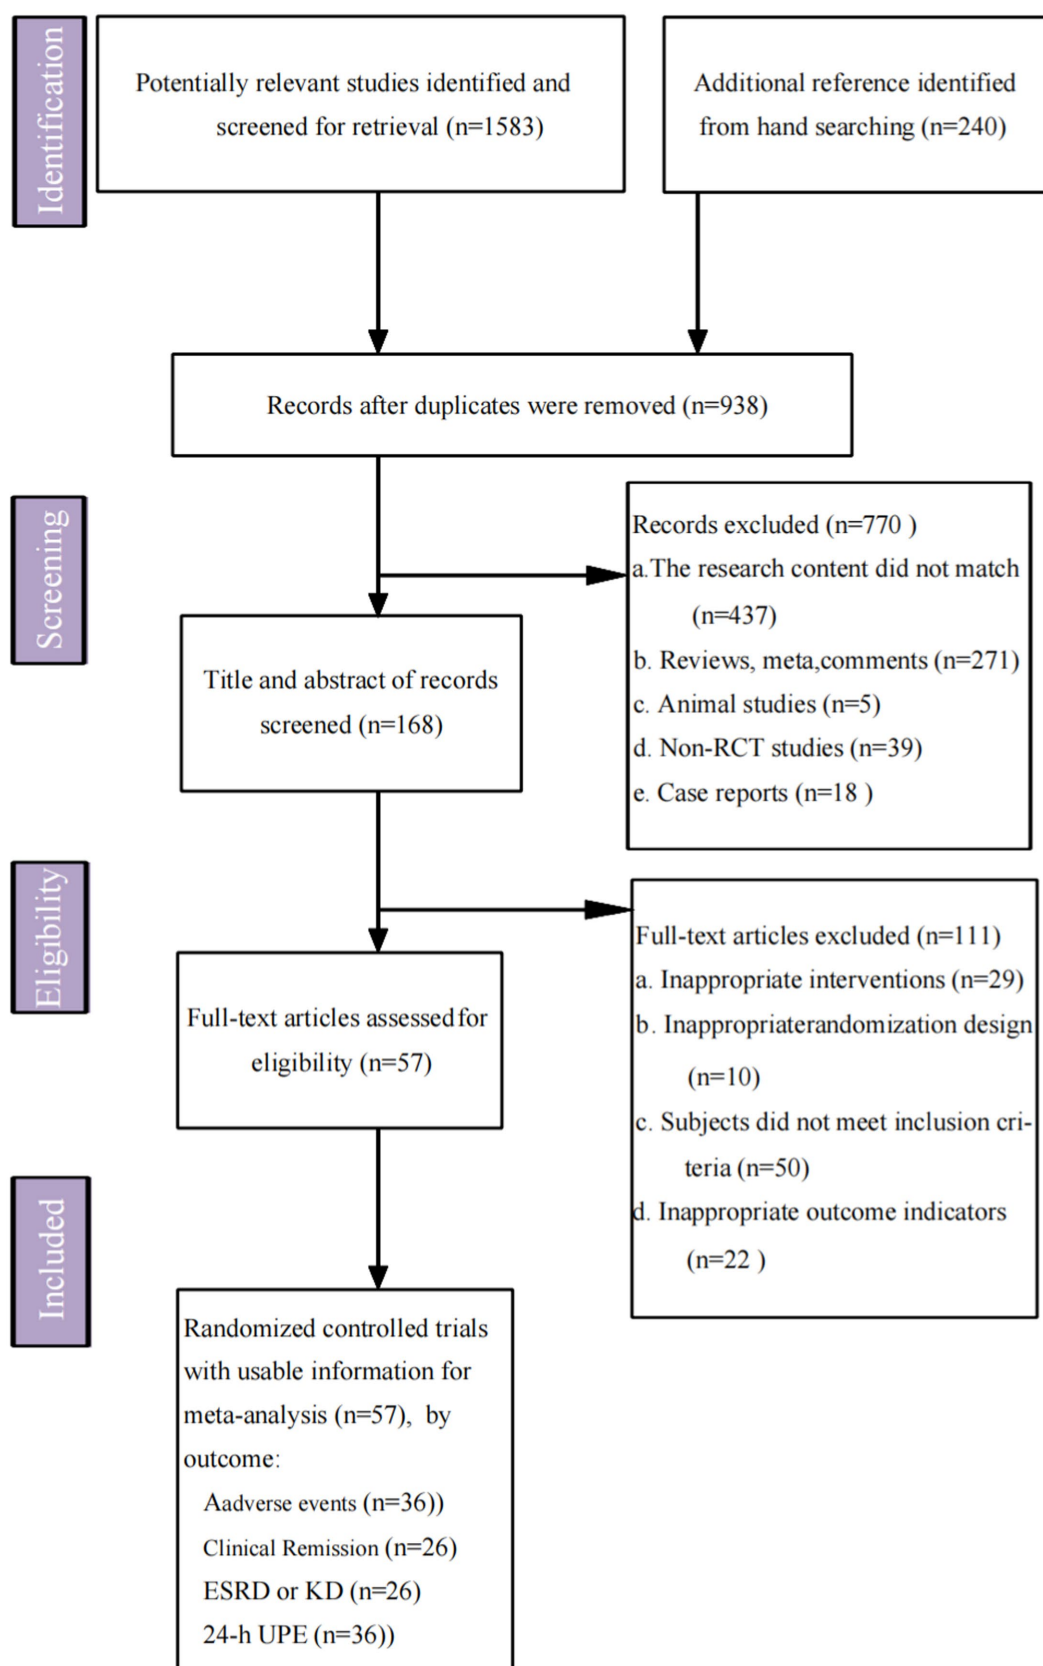 Identification
Potentially relevant studies identified and
screened for retrieval (n=1583)
Additional reference identified
from hand searching (n=240)
Records after duplicates were removed (n=938)
Screening
Records excluded (n=770 )
a.The research content did not match
(n=437)
b. Reviews, meta,comments (n=271)
c. Animal studies (n=5)
d. Non-RCT studies (n=39)
e. Case reports (n=18 )
Title and abstract of records
screened (n=168)
Eligibility
Full-text articles excluded (n=111)
a. Inappropriate interventions (n=29)
b. Inappropriaterandomization design
(n=10)
c. Subjects did not meet inclusion cri-
teria (n=50)
d. Inappropriate outcome indicators
(n=22 )
Full-text articles assessed for
eligibility (n=57)
Included
Randomized controlled trials
with usable information for
meta-analysis (n=57),  by
outcome:
Aadverse events (n=36))
Clinical Remission (n=26)
ESRD or KD (n=26)
24-h UPE (n=36))